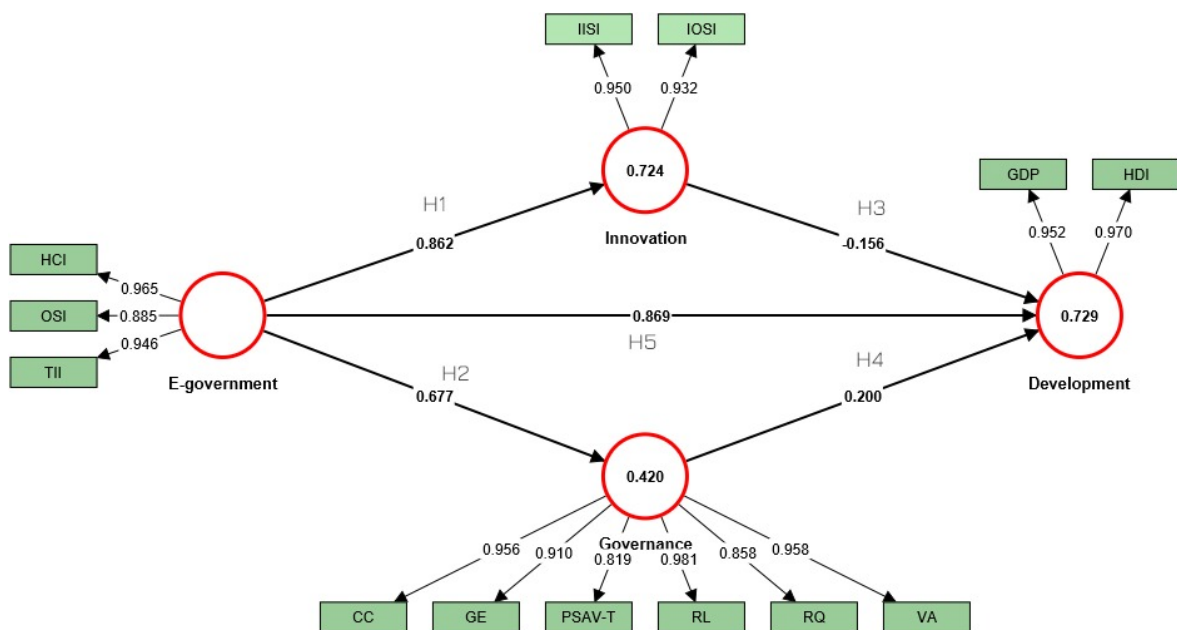 IISI
IOSI
0.950
0.932
0.724
Innovation
GDP
HDI
0.952
0.970
H1
0.862
H3
-0.156
HCI
OSI
TII
0.965
0.885
0.946
E-government
0.869
H5
0.729
Development
H2
0.677
H4
0.200
0.420
Governance
0.956
0.910
0.819
0.981
0.858
0.958
CC
GE
PSAV-T
RL
RQ
VA